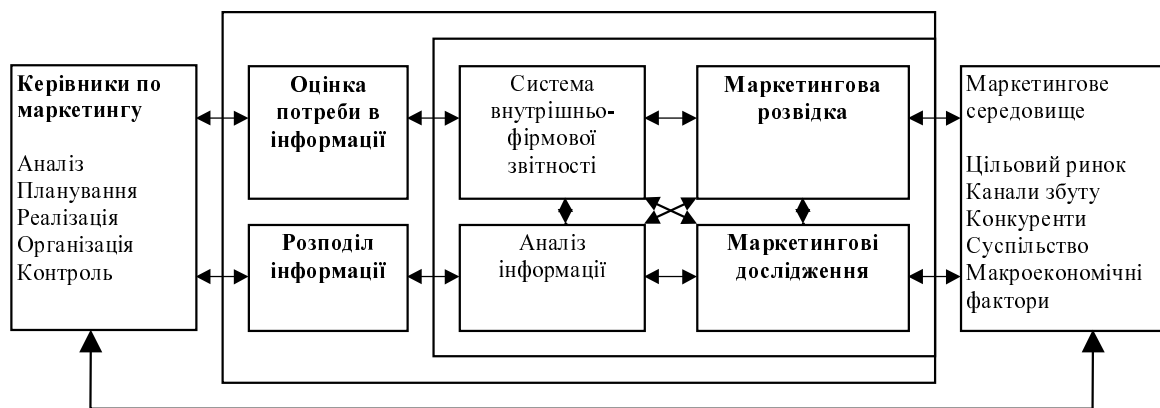 Керівники по
маркетингу
Аналіз
Планування
Реалізація
Організація
Контроль
Оцінка
потреби в
інформації
Розподіл
інформації
Система
внутрішньо-
фірмової
звітності
Аналіз
інформації
Маркетингова
розвідка
Маркетингові
дослідження
Маркетингове
середовище
Цільовий ринок
Канали збуту
Конкуренти
Суспільство
Макроекономічні
фактори